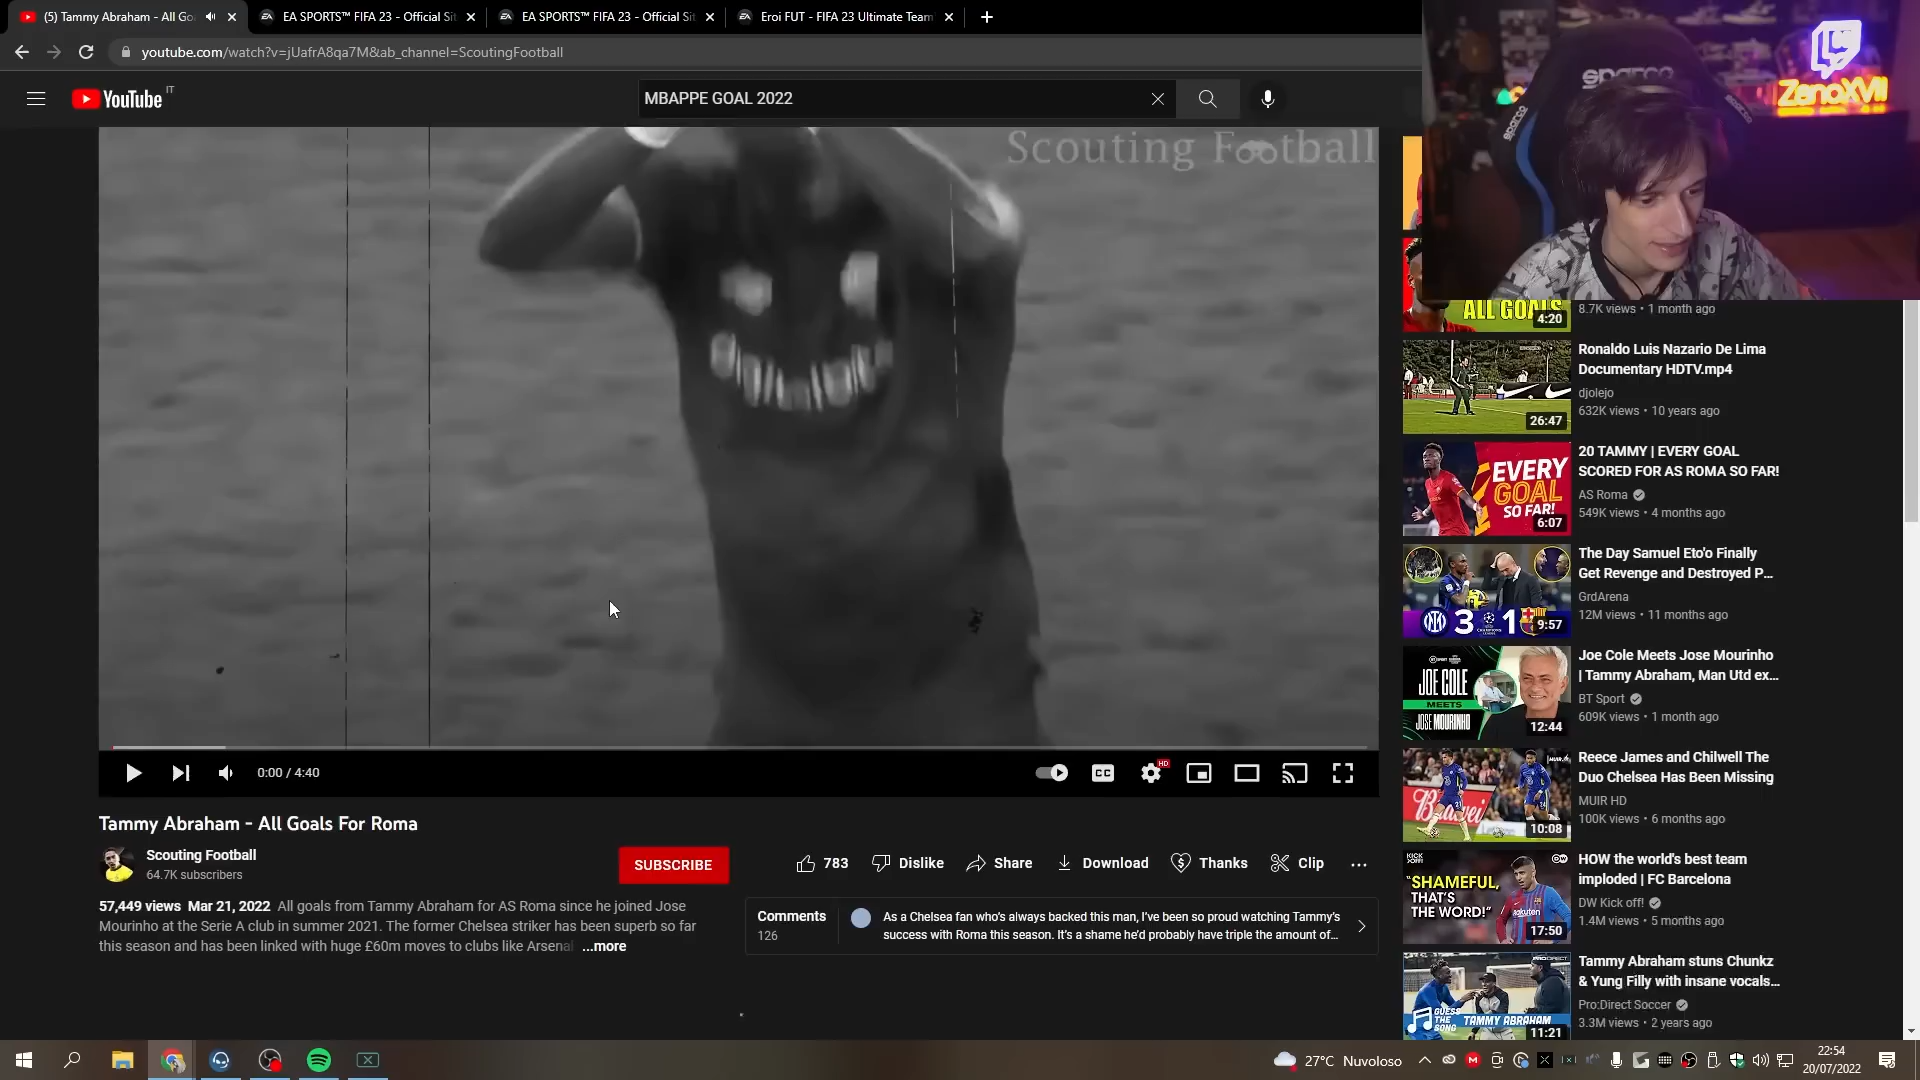 (5) Tammy Abraham - All Go
EA SPORTS™ FIFA 23 - Official Sit
EA SPORTS™ FIFA 23 - Official Sit
Eroi FUT - FIFA 23 Ultimate Team
youtube.com/watch?v=jUafrA8qa7M&ab_channel=ScoutingFootball
YouTube IT
MBAPPE GOAL 2022
sparco
sparco
ZenoXVII
Scouting Football
ALL GOALS
4:20
8.7K views • 1 month ago
Ronaldo Luis Nazario De Lima
Documentary HDTV.mp4
djolejo
632K views • 10 years ago
26:47
EVERY
GOAL
SO FAR!
6:07
20 TAMMY | EVERY GOAL
SCORED FOR AS ROMA SO FAR!
AS Roma
549K views • 4 months ago
3 1
9:57
The Day Samuel Eto'o Finally
Get Revenge and Destroyed P...
GrdArena
12M views • 11 months ago
JOE COLE
MEETS
JOSE MOURINHO
12:44
Joe Cole Meets Jose Mourinho
| Tammy Abraham, Man Utd ex...
BT Sport
609K views • 1 month ago
10:08
Reece James and Chilwell The
Duo Chelsea Has Been Missing
MUIR HD
100K views • 6 months ago
KICK OFF!
"SHAMEFUL,
THAT'S
THE WORD!"
17:50
HOW the world's best team
imploded | FC Barcelona
DW Kick off!
1.4M views • 5 months ago
PRO:DIRECT
GUESS
THE
SONG
TAMMY ABRAHAM
11:21
Tammy Abraham stuns Chunkz
& Yung Filly with insane vocals...
Pro:Direct Soccer
3.3M views • 2 years ago
0:00 / 4:40
CC
HD
Tammy Abraham - All Goals For Roma
Scouting Football
64.7K subscribers
SUBSCRIBE
783
Dislike
Share
Download
Thanks
Clip
57,449 views Mar 21, 2022 All goals from Tammy Abraham for AS Roma since he joined Jose
Mourinho at the Serie A club in summer 2021. The former Chelsea striker has been superb so far
this season and has been linked with huge £60m moves to clubs like Arsenal ...more
Comments
126
As a Chelsea fan who's always backed this man, I've been so proud watching Tammy's
success with Roma this season. It's a shame he'd probably have triple the amount of...
27°C Nuvoloso
22:54
20/07/2022